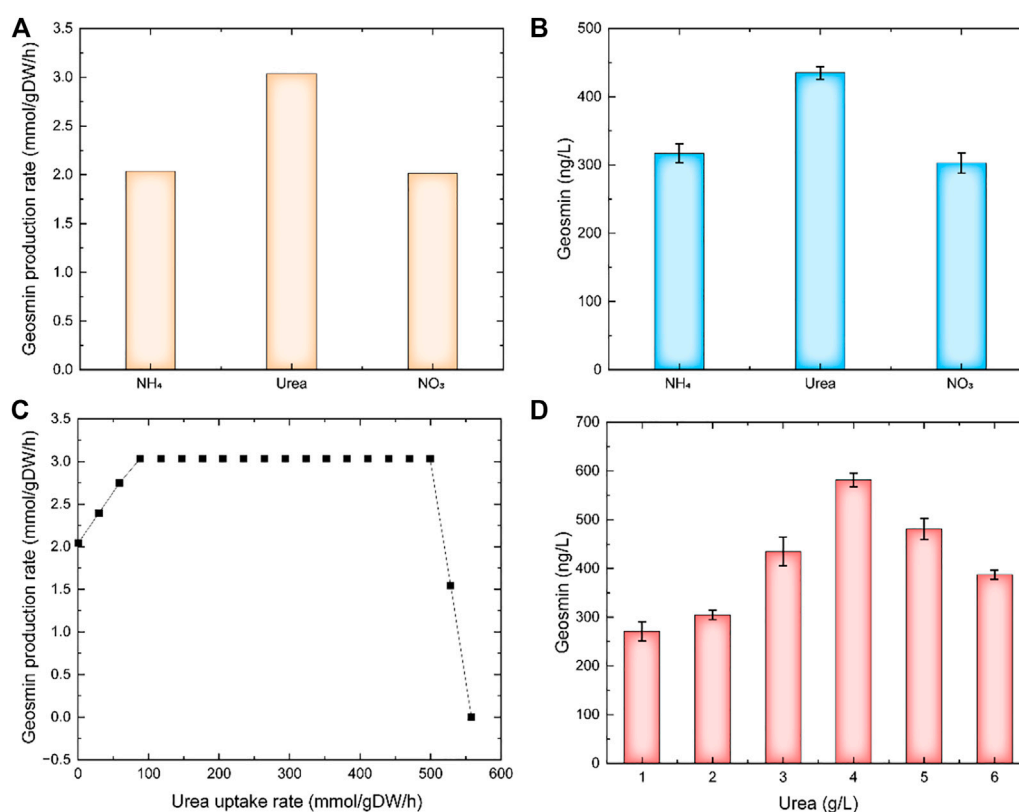 A
Geosmin production rate (mmol/gDW/h)
3.5
3.0
2.5
2.0
1.5
1.0
0.5
0.0
NH₄ Urea NO₃
B
Geosmin (ng/L)
500
400
300
200
100
0
NH₄ Urea NO₃
C
Geosmin production rate (mmol/gDW/h)
3.5
3.0
2.5
2.0
1.5
1.0
0.5
0.0
−0.5
0 100 200 300 400 500 600
Urea uptake rate (mmol/gDW/h)
D
Geosmin (ng/L)
700
600
500
400
300
200
100
0
1 2 3 4 5 6
Urea (g/L)